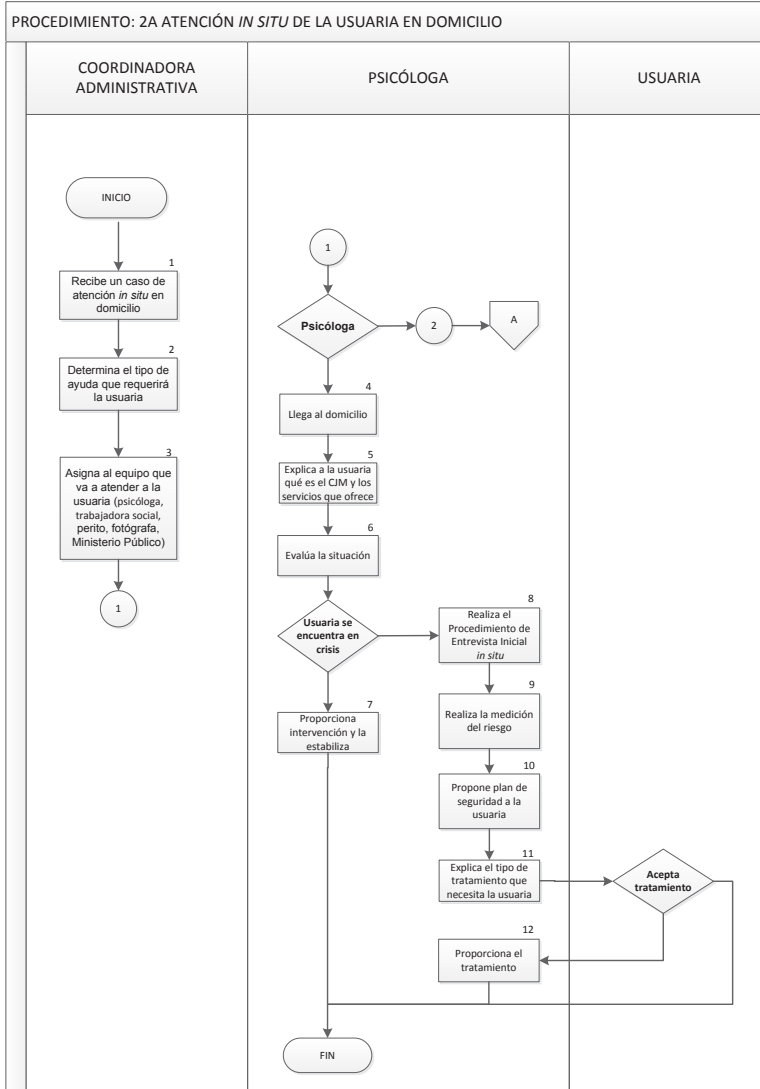 PROCEDIMIENTO: 2A ATENCIÓN IN SITU DE LA USUARIA EN DOMICILIO
COORDINADORA
ADMINISTRATIVA
PSICÓLOGA
USUARIA
INICIO
1
Recibe un caso de
atención in situ en
domicilio
2
Determina el tipo de
ayuda que requerirá
la usuaria
3
Asigna al equipo que
va a atender a la
usuaria (psicóloga,
trabajadora social,
perito, fotógrafa,
Ministerio Público)
1
1
Psicóloga
2
A
4
Llega al domicilio
5
Explica a la usuaria
qué es el CJM y los
servicios que ofrece
6
Evalúa la situación
Usuaria se
encuentra en
crisis
7
Proporciona
intervención y la
estabiliza
8
Realiza el
Procedimiento de
Entrevista Inicial
in situ
9
Realiza la medición
del riesgo
10
Propone plan de
seguridad a la
usuaria
11
Explica el tipo de
tratamiento que
necesita la usuaria
Acepta
tratamiento
12
Proporciona el
tratamiento
FIN